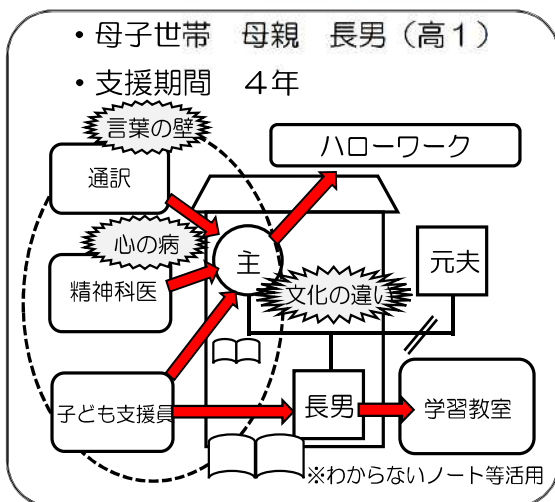 ・母子世帯 母親 長男（高１）
・支援期間 ４年
言葉の壁
ハローワーク
通訳
心の病
主
元夫
精神科医
文化の違い
子ども支援員
長男
学習教室
※わからないノート等活用